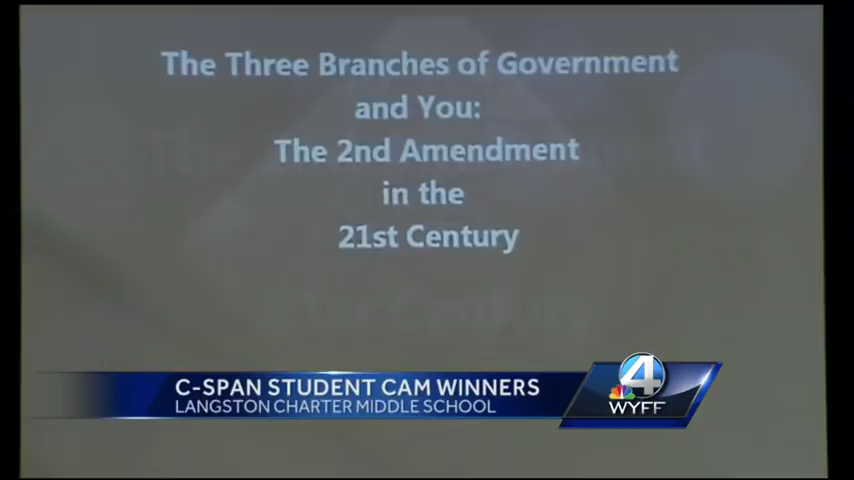 The Three Branches of Government
and You:
The 2nd Amendment
in the
21st Century
C-SPAN STUDENT CAM WINNERS
LANGSTON CHARTER MIDDLE SCHOOL
4
WYFF